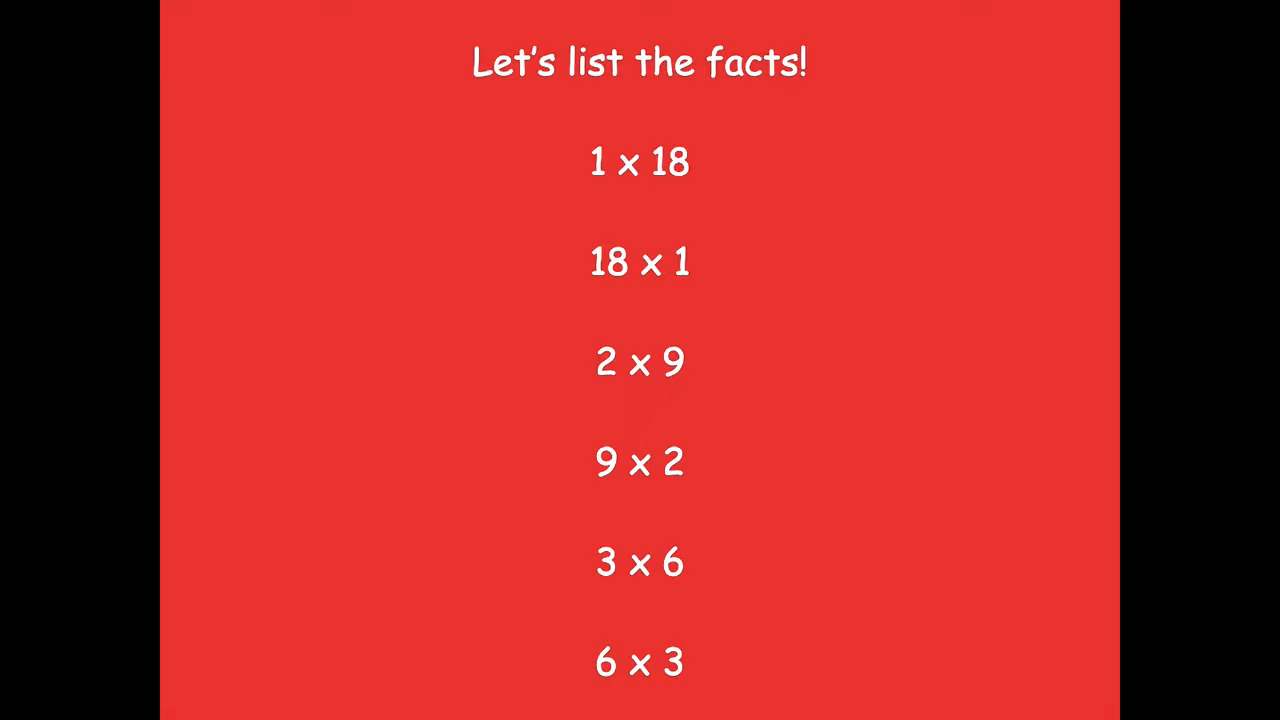 Let's list the facts!
1 x 18
18 x 1
2 x 9
9 x 2
3 x 6
6 x 3